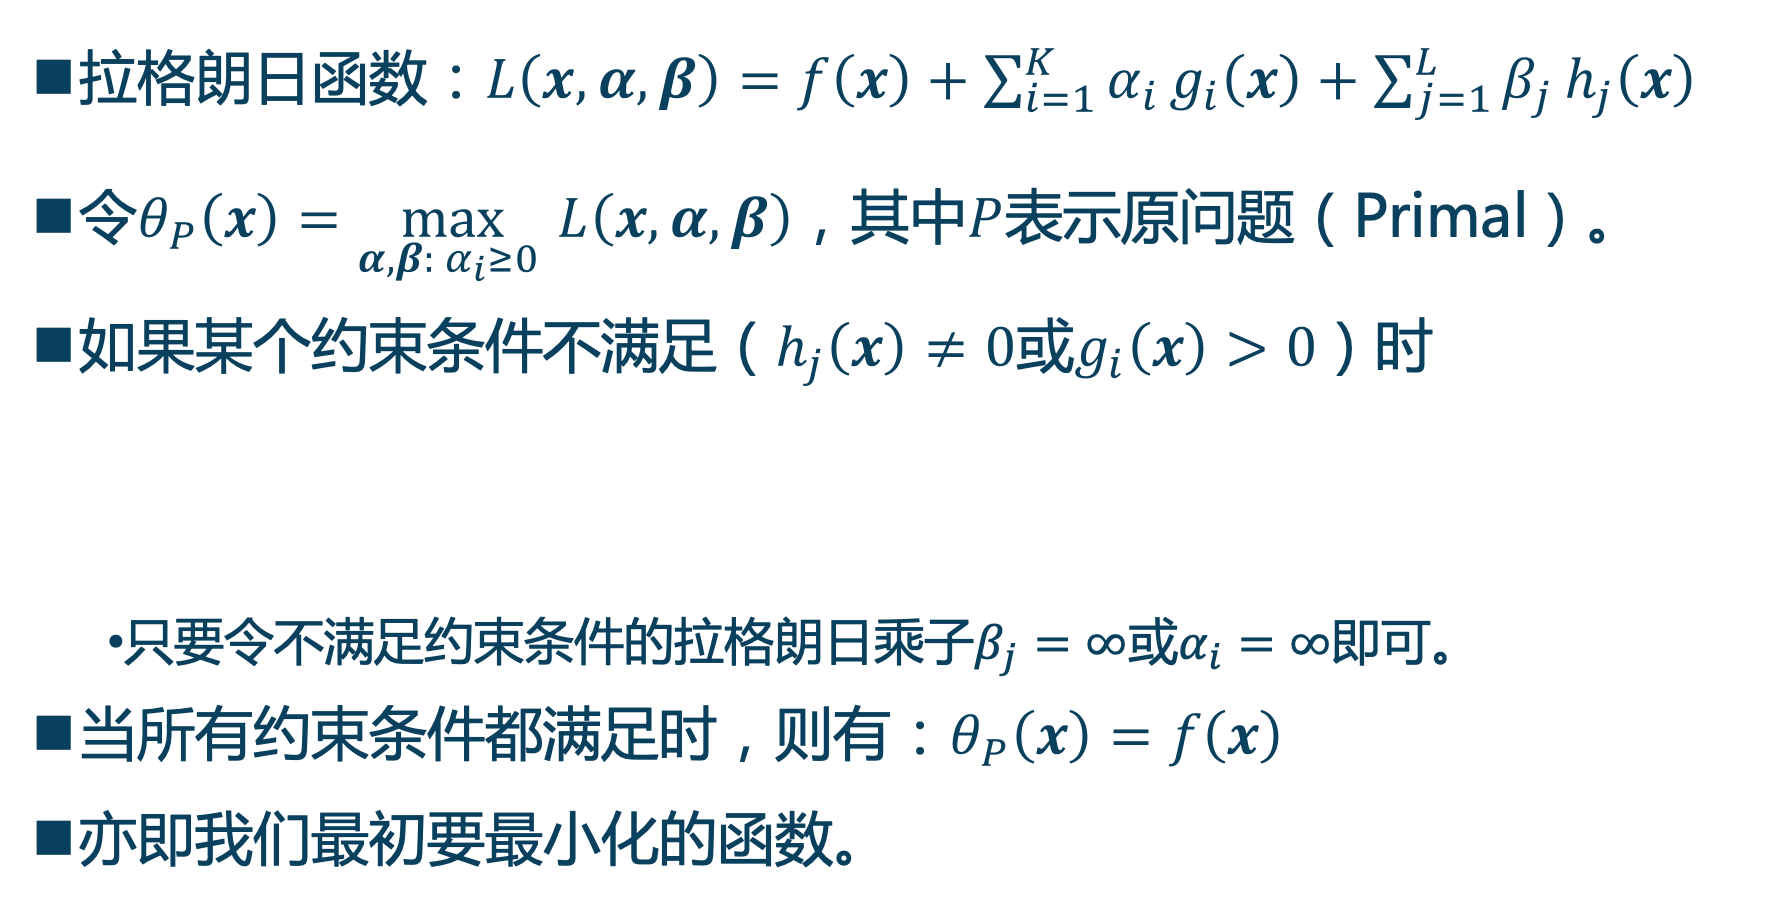 ■拉格朗日函数：L(x, α, β) = f(x) + ∑_{i=1}^{K} α_i g_i(x) + ∑_{j=1}^{L} β_j h_j(x)
■令θ_P(x) = max_{α,β: α_i≥0} L(x, α, β)，其中P表示原问题（Primal）。
■如果某个约束条件不满足（h_j(x) ≠ 0或g_i(x) > 0）时
•只要令不满足约束条件的拉格朗日乘子β_j = ∞或α_i = ∞即可。
■当所有约束条件都满足时，则有：θ_P(x) = f(x)
■亦即我们最初要最小化的函数。